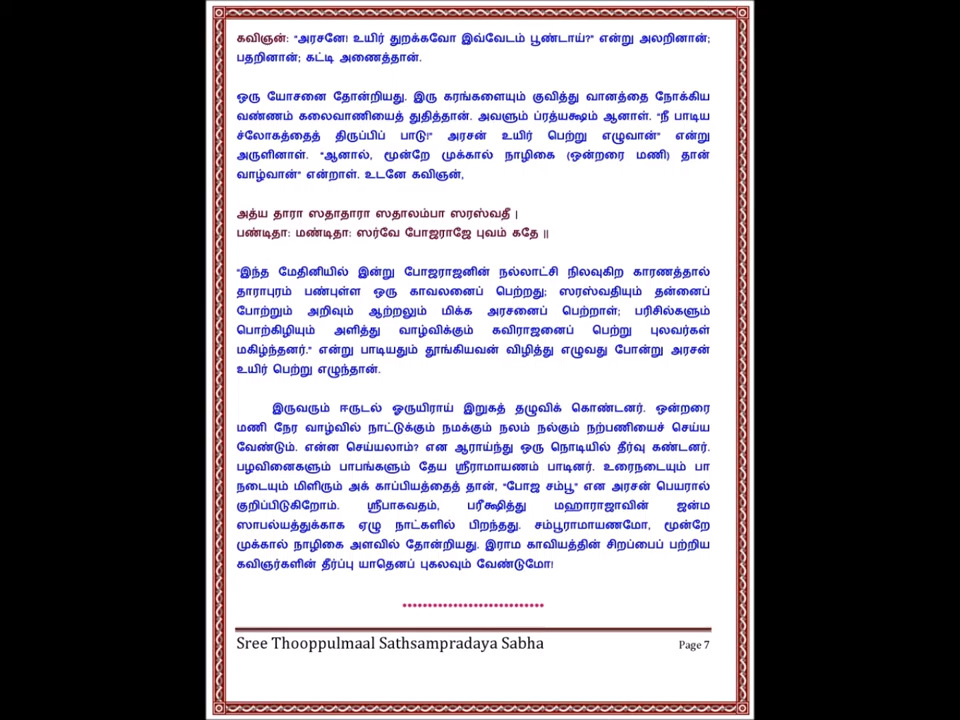 கவிஞன்: "அரசனே! உயிர் துறக்கவோ இவ்வேடம் பூண்டாய்?" என்று அலறினான்;
பதறினான்; கட்டி அணைத்தான்.
ஒரு யோசனை தோன்றியது. இரு கரங்களையும் குவித்து வானத்தை நோக்கிய
வண்ணம் கலைவாணியைத் துதித்தான். அவளும் ப்ரத்யக்ஷம் ஆனாள். "நீ பாடிய
ச்லோகத்தைத் திருப்பிப் பாடு!" அரசன் உயிர் பெற்று எழுவான்" என்று
அருளினாள். "ஆனால், மூன்றே முக்கால் நாழிகை (ஒன்றரை மணி) தான்
வாழ்வான்" என்றாள். உடனே கவிஞன்,
அத்ய தாரா ஸதாதாரா ஸதாலம்பா ஸரஸ்வதீ |
பண்டிதா: மண்டிதா: ஸர்வே போஜராஜே புவம் கதே ||
"இந்த மேதினியில் இன்று போஜராஜனின் நல்லாட்சி நிலவுகிற காரணத்தால்
தாராபுரம் பண்புள்ள ஒரு காவலனைப் பெற்றது; ஸரஸ்வதியும் தன்னைப்
போற்றும் அறிவும் ஆற்றலும் மிக்க அரசனைப் பெற்றாள்; பரிசில்களும்
பொற்கிழியும் அளித்து வாழ்விக்கும் கவிராஜனைப் பெற்று புலவர்கள்
மகிழ்ந்தனர்." என்று பாடியதும் தூங்கியவன் விழித்து எழுவது போன்று அரசன்
உயிர் பெற்று எழுந்தான்.
இருவரும் ஈருடல் ஓருயிராய் இறுகத் தழுவிக் கொண்டனர். ஒன்றரை
மணி நேர வாழ்வில் நாட்டுக்கும் நமக்கும் நலம் நல்கும் நற்பணியைச் செய்ய
வேண்டும். என்ன செய்யலாம்? என ஆராய்ந்து ஒரு நொடியில் தீர்வு கண்டனர்.
பழவினைகளும் பாபங்களும் தேய ஸ்ரீராமாயணம் பாடினர். உரைநடையும் பா
நடையும் மிளிரும் அக் காப்பியத்தைத் தான், "போஜ சம்பூ" என அரசன் பெயரால்
குறிப்பிடுகிறோம். ஸ்ரீபாகவதம், பரீக்ஷித்து மஹாராஜாவின் ஜன்ம
ஸாபல்யத்துக்காக ஏழு நாட்களில் பிறந்தது. சம்பூராமாயணமோ, மூன்றே
முக்கால் நாழிகை அளவில் தோன்றியது. இராம காவியத்தின் சிறப்பைப் பற்றிய
கவிஞர்களின் தீர்ப்பு யாதெனப் புகலவும் வேண்டுமோ!
****************************
Sree Thooppulmaal Sathsampradaya Sabha
Page 7